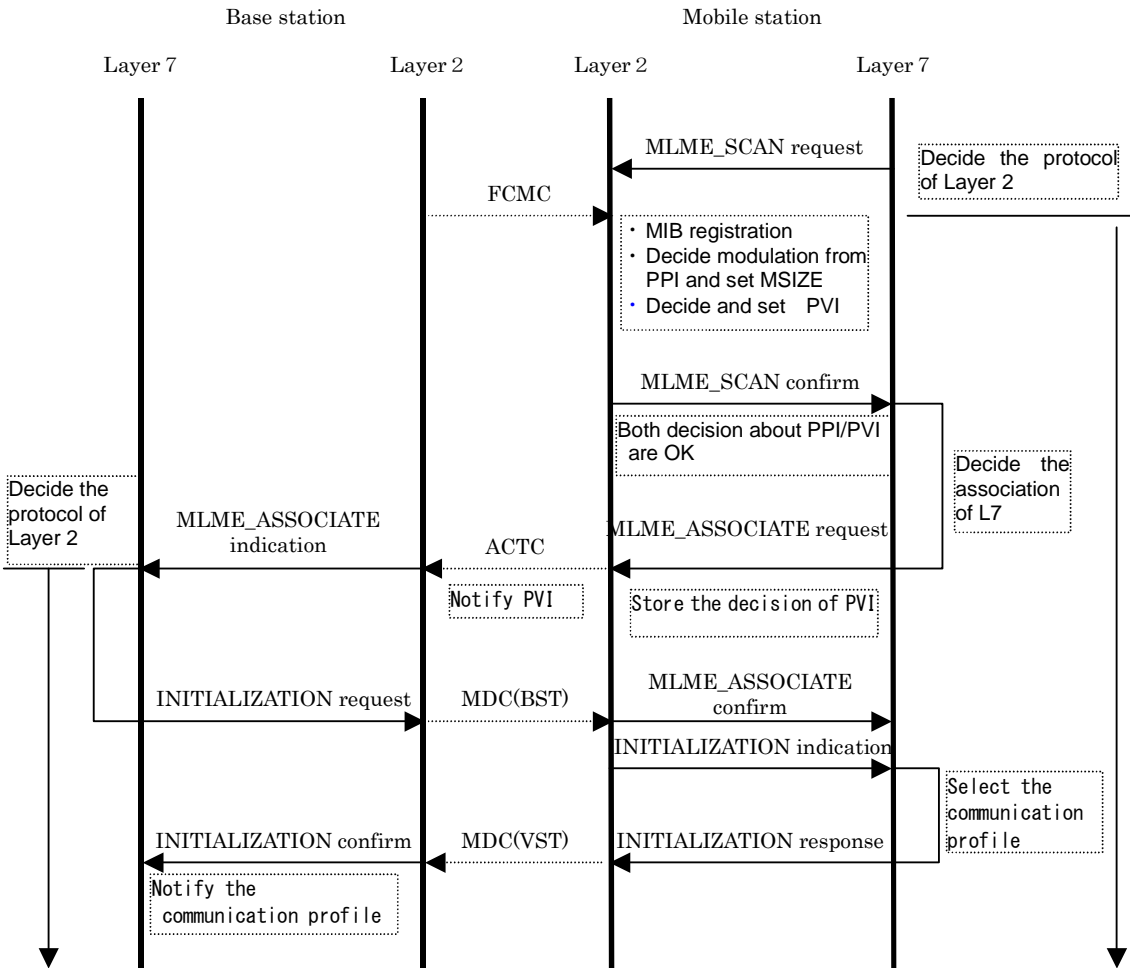 Base station
Mobile station
Layer 7
Layer 2
Layer 2
Layer 7
MLME_SCAN request
Decide the protocol
of Layer 2
FCMC
・ MIB registration
・ Decide modulation from
PPI and set MSIZE
・ Decide and set PVI
MLME_SCAN confirm
Both decision about PPI/PVI
are OK
Decide the
association
of L7
Decide the
protocol of
Layer 2
MLME_ASSOCIATE
indication
ACTC
MLME_ASSOCIATE request
Notify PVI
Store the decision of PVI
INITIALIZATION request
MDC(BST)
MLME_ASSOCIATE
confirm
INITIALIZATION indication
Select the
communication
profile
INITIALIZATION confirm
MDC(VST)
INITIALIZATION response
Notify the
communication profile